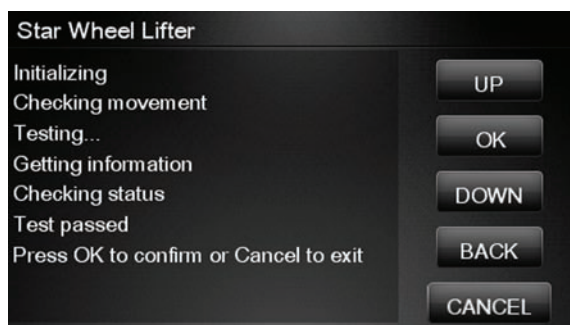 Star Wheel Lifter
Initializing
Checking movement
Testing...
Getting information
Checking status
Test passed
Press OK to confirm or Cancel to exit
UP
OK
DOWN
BACK
CANCEL